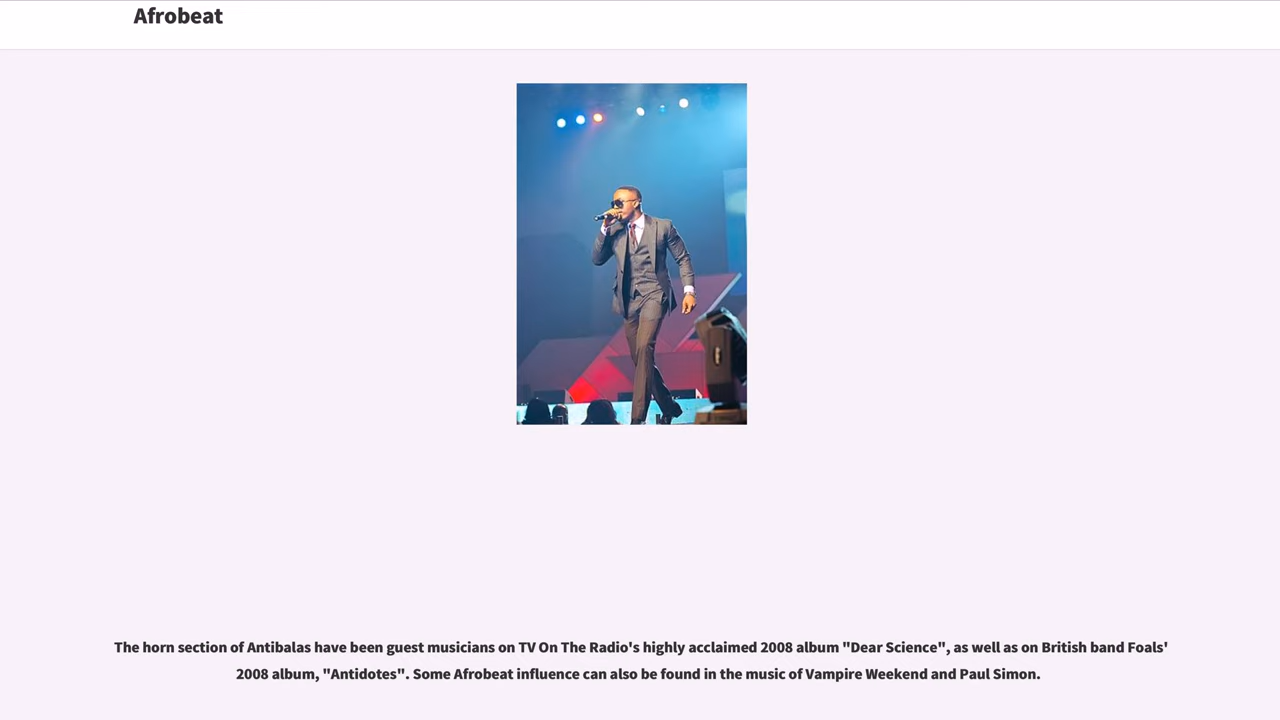 Afrobeat
The horn section of Antibalas have been guest musicians on TV On The Radio's highly acclaimed 2008 album "Dear Science", as well as on British band Foals'
2008 album, "Antidotes". Some Afrobeat influence can also be found in the music of Vampire Weekend and Paul Simon.